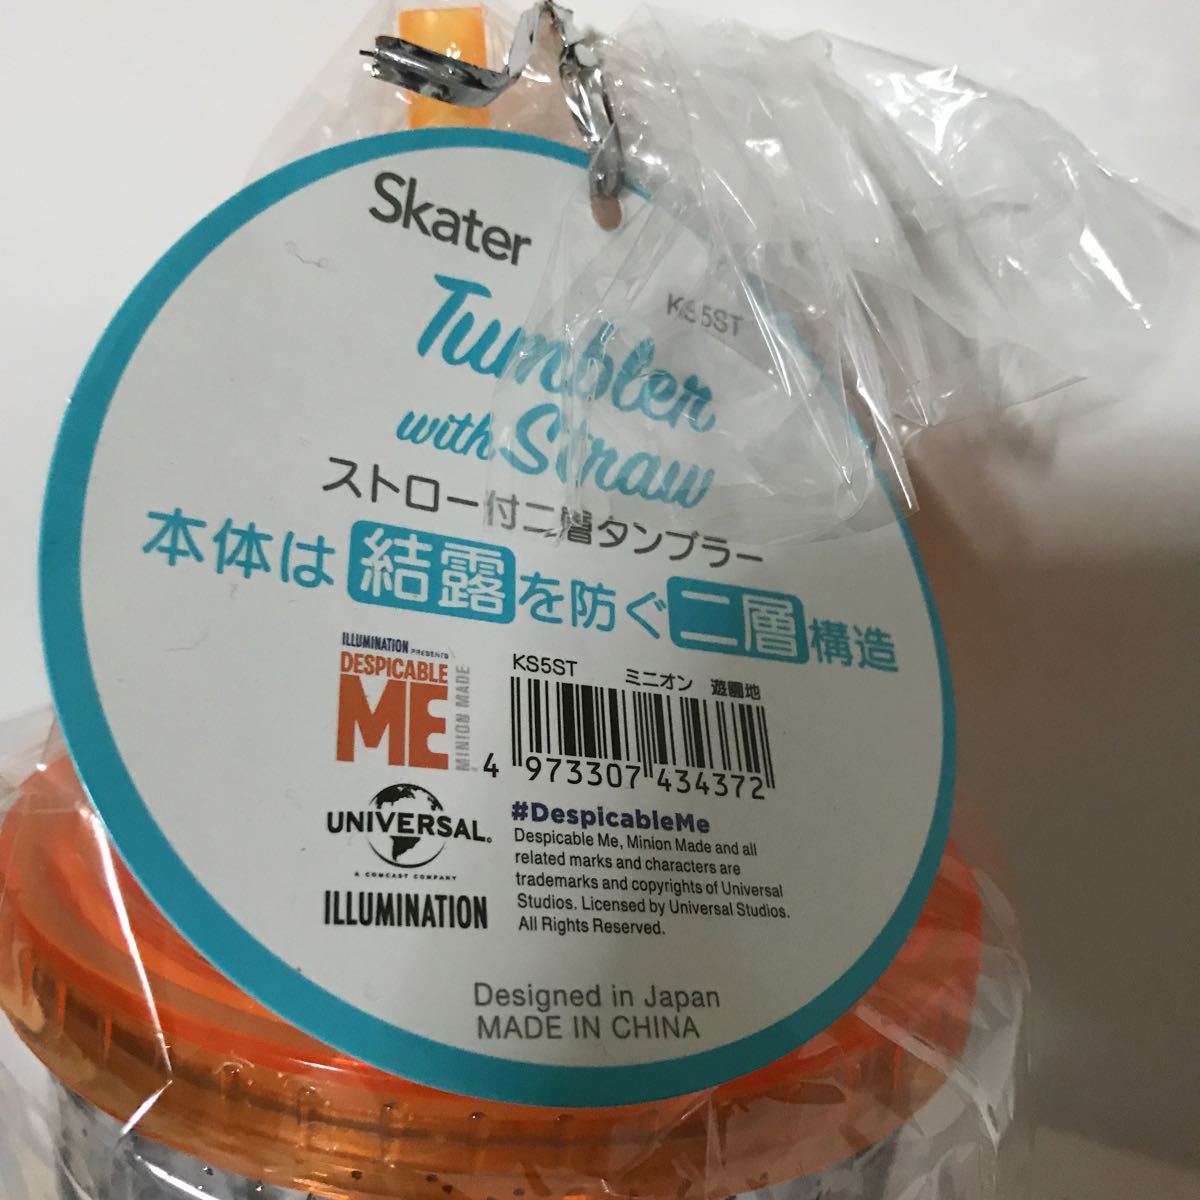 Skater
KS5ST
Tumbler
with Straw
ストロー付二層タンブラー
本体は結露を防ぐ二層構造
ILLUMINATION PRESENTS
DESPICABLE
ME
MINION MADE
KS5ST ミニオン 遊園地
4 973307 434372
UNIVERSAL
A COMCAST COMPANY
ILLUMINATION
#DespicableMe
Despicable Me, Minion Made and all
related marks and characters are
trademarks and copyrights of Universal
Studios. Licensed by Universal Studios.
All Rights Reserved.
Designed in Japan
MADE IN CHINA